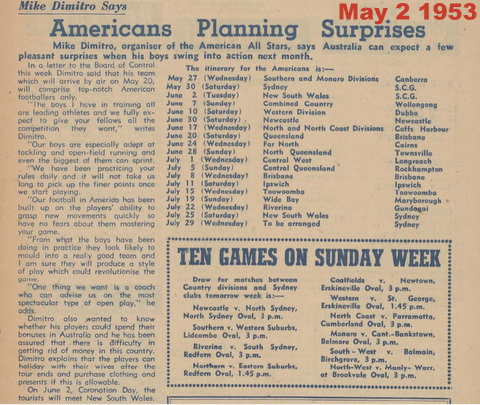 May 2 1953
Mike Dimitro Says
Americans Planning Surprises
Mike Dimitro, organiser of the American All Stars, says Australia can expect a few
pleasant surprises when his boys swing into action next month.
In a letter to the Board of Control
this week Dimitro said that his team
which will arrive by air on May 20,
will comprise top-notch American
footballers only.
"The boys I have in training all
are leading athletes and we fully ex-
pect to give your fellows all the
competition they want," writes
Dimitro.
"Our boys are especially adept at
tackling and open-field running and
even the biggest of them can sprint.
"We have been practicing your
rules daily and it will not take us
long to pick up the finer points once
we start playing.
"Our football in America has been
built up on the players' ability to
grasp new movements quickly so
have no fears about them mastering
your game.
"From what the boys have been
doing in practice they look likely to
mould into a really good team and
I am sure they will produce a style
of play which could revolutionise the
game.
"One thing we want is a coach
who can advise us on the most
spectacular type of open play," he
adds.
Dimitro also wanted to know
whether his players could spend their
bonuses in Australia and he has been
assured that there is difficulty in
getting rid of money in this country.
Dimitro explains that the players can
holiday with their wives after the
tour ends and purchase clothing and
presents if this is allowable.
On June 2, Coronation Day, the
tourists will meet New South Wales.
The itinerary for the Americans is:—
May 27 (Wednesday) Southern and Monaro Divisions Canberra
May 30 (Saturday) Sydney S.C.G.
June 2 (Tuesday) New South Wales S.C.G.
June 7 (Sunday) Combined Country Wollongong
June 10 (Saturday) Western Division Dubbo
June 30 (Saturday) Newcastle Newcastle
June 17 (Wednesday) North and North Coast Divisions Coffs Harbour
June 20 (Saturday) Queensland Brisbane
June 24 (Wednesday) Far North Cairns
June 28 (Sunday) North Queensland Townsville
July 1 (Wednesday) Central West Longreach
July 5 (Sunday) Central Queensland Rockhampton
July 8 (Wednesday) Brisbane Brisbane
July 11 (Saturday) Ipswich Ipswich
July 15 (Wednesday) Toowoomba Toowoomba
July 19 (Sunday) Wide Bay Maryborough
July 22 (Wednesday) Riverina Gundagai
July 25 (Saturday) New South Wales Sydney
July 29 (Wednesday) To be arranged Sydney
TEN GAMES ON SUNDAY WEEK
Draw for matches between
Country divisions and Sydney
clubs tomorrow week is:—
Newcastle v. North Sydney,
North Sydney Oval, 3 p.m.
Southern v. Western Suburbs,
Lidcombe Oval, 3 p.m.
Riverina v. South Sydney,
Redfern Oval, 3 p.m.
Northern v. Eastern Suburbs,
Redfern Oval, 1.45 p.m.
Coalfields v. Newtown,
Erskineville Oval, 3 p.m.
Western v. St. George,
Erskineville Oval, 1.45 p.m.
North Coast v. Parramatta,
Cumberland Oval, 3 p.m.
Monaro v. Cant.-Bankstown,
Belmore Oval, 3 p.m.
South-West v. Balmain,
Birchgrove, 3 p.m.
North-West v. Manly-Warr.
at Brookvale Oval, 3 p.m.